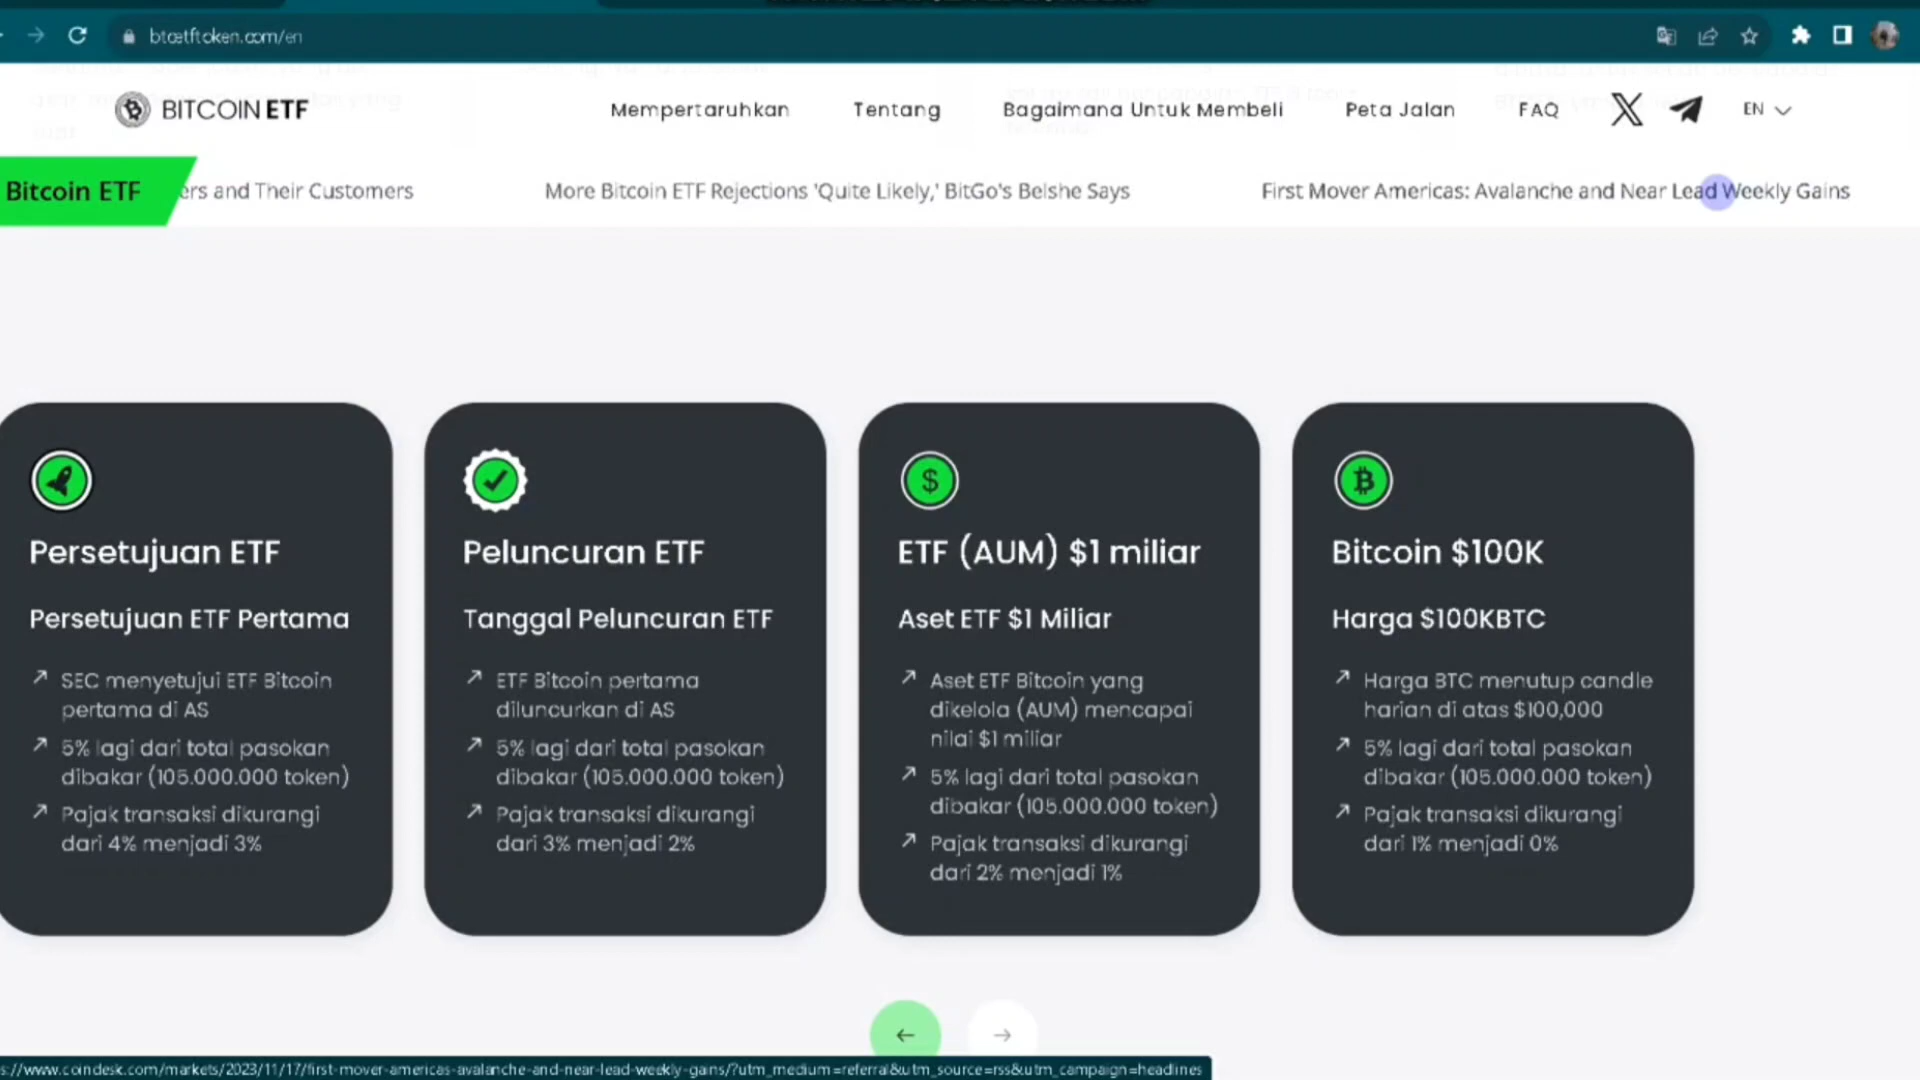 btcetftoken.com/en
BITCOIN ETF
Mempertaruhkan
Tentang
Bagaimana Untuk Membeli
Peta Jalan
FAQ
EN
Bitcoin ETF
ers and Their Customers
More Bitcoin ETF Rejections 'Quite Likely,' BitGo's Belshe Says
First Mover Americas: Avalanche and Near Lead Weekly Gains
Persetujuan ETF
Persetujuan ETF Pertama
SEC menyetujui ETF Bitcoin
pertama di AS
5% lagi dari total pasokan
dibakar (105.000.000 token)
Pajak transaksi dikurangi
dari 4% menjadi 3%
Peluncuran ETF
Tanggal Peluncuran ETF
ETF Bitcoin pertama
diluncurkan di AS
5% lagi dari total pasokan
dibakar (105.000.000 token)
Pajak transaksi dikurangi
dari 3% menjadi 2%
ETF (AUM) $1 miliar
Aset ETF $1 Miliar
Aset ETF Bitcoin yang
dikelola (AUM) mencapai
nilai $1 miliar
5% lagi dari total pasokan
dibakar (105.000.000 token)
Pajak transaksi dikurangi
dari 2% menjadi 1%
Bitcoin $100K
Harga $100KBTC
Harga BTC menutup candle
harian di atas $100,000
5% lagi dari total pasokan
dibakar (105.000.000 token)
Pajak transaksi dikurangi
dari 1% menjadi 0%
s://www.coindesk.com/markets/2023/11/17/first-mover-americas-avalanche-and-near-lead-weekly-gains/?utm_medium=referral&utm_source=rss&utm_campaign=headlines